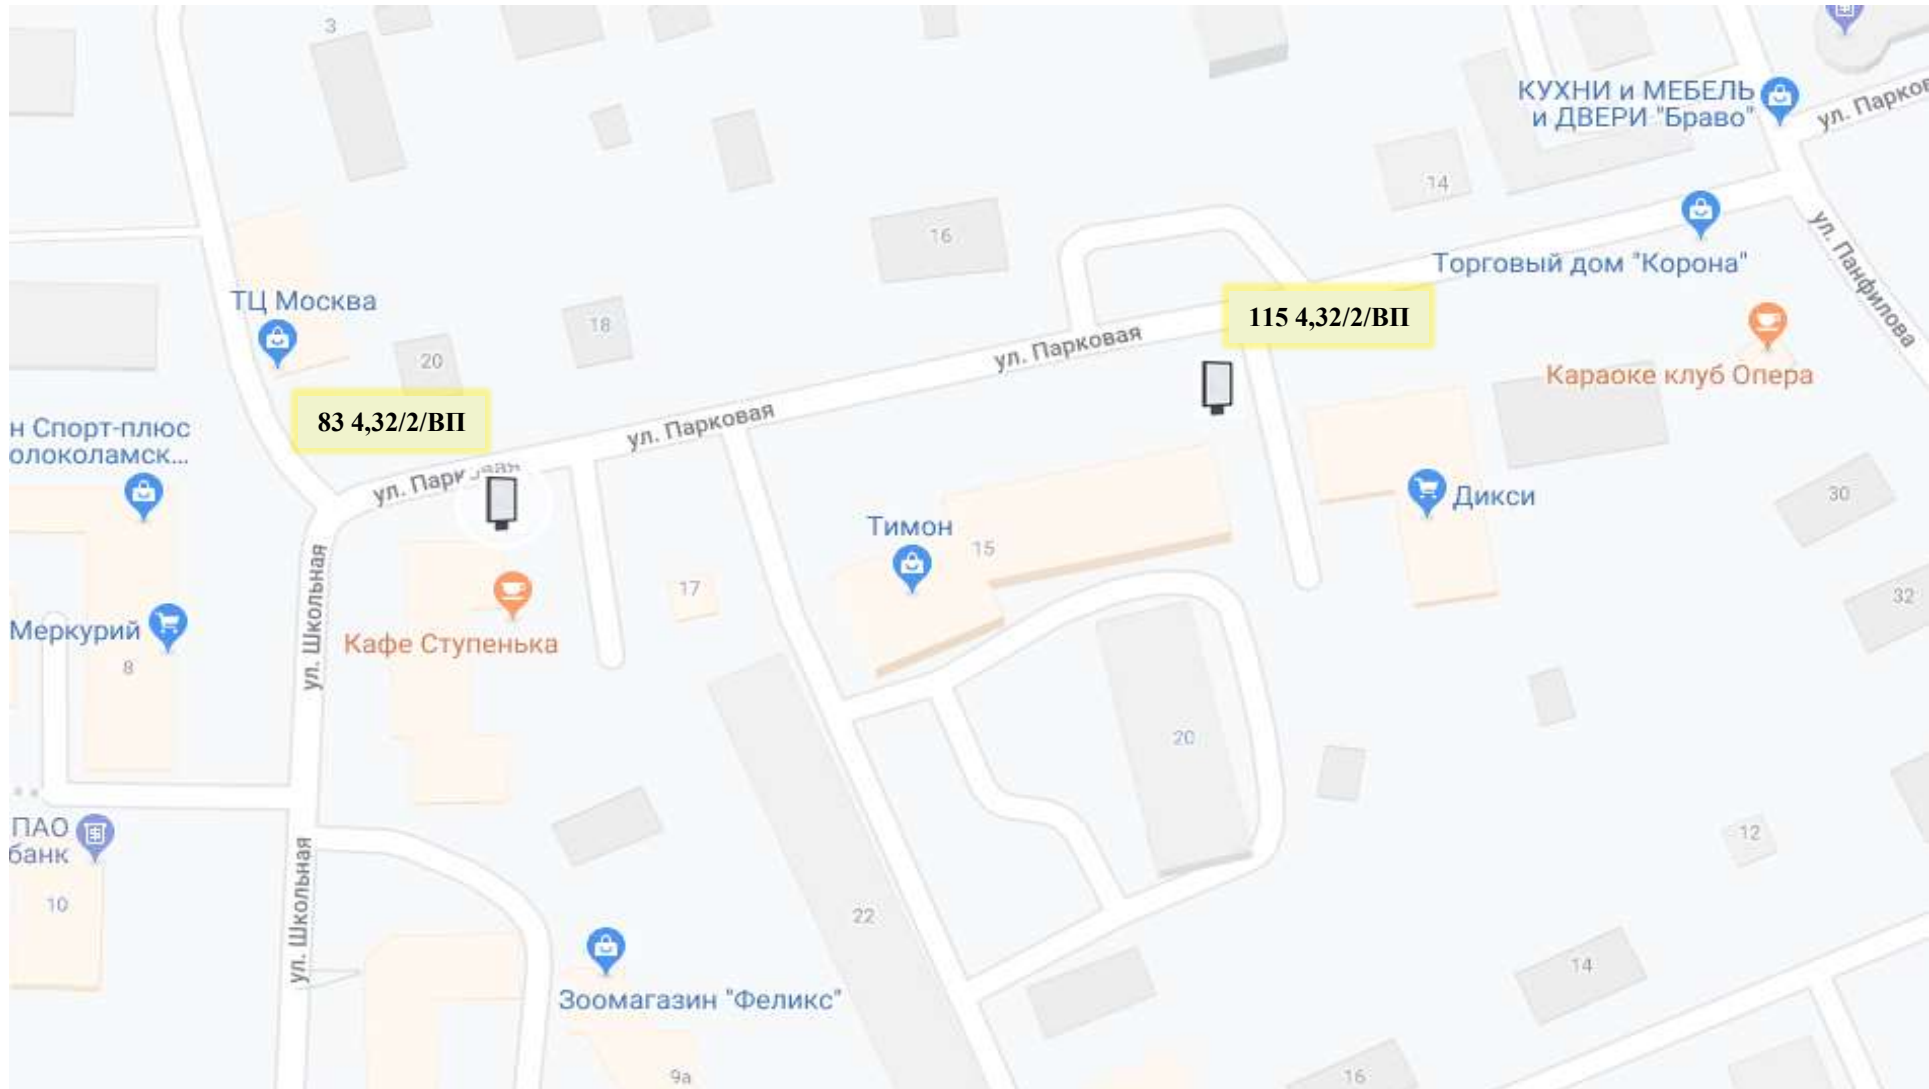 3
КУХНИ и МЕБЕЛЬ
и ДВЕРИ "Браво"
ул. Парков
14
16
ул. Панфилова
Торговый дом "Корона"
ТЦ Москва
18
115 4,32/2/ВП
ул. Парковая
20
Караоке клуб Опера
83 4,32/2/ВП
ул. Парковая
н Спорт-плюс
олоколамск...
ул. Парковая
Дикси
30
Тимон
15
17
32
ул. Школьная
Меркурий
8
Кафе Ступенька
20
ПАО
банк
12
10
ул. Школьная
22
14
Зоомагазин "Феликс"
9а
16